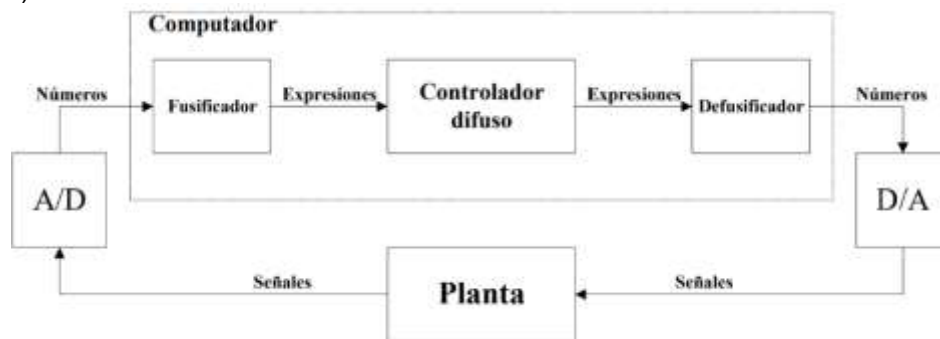 Computador
Números
Fusificador
Expresiones
Controlador
difuso
Expresiones
Defusificador
Números
A/D
D/A
Señales
Planta
Señales